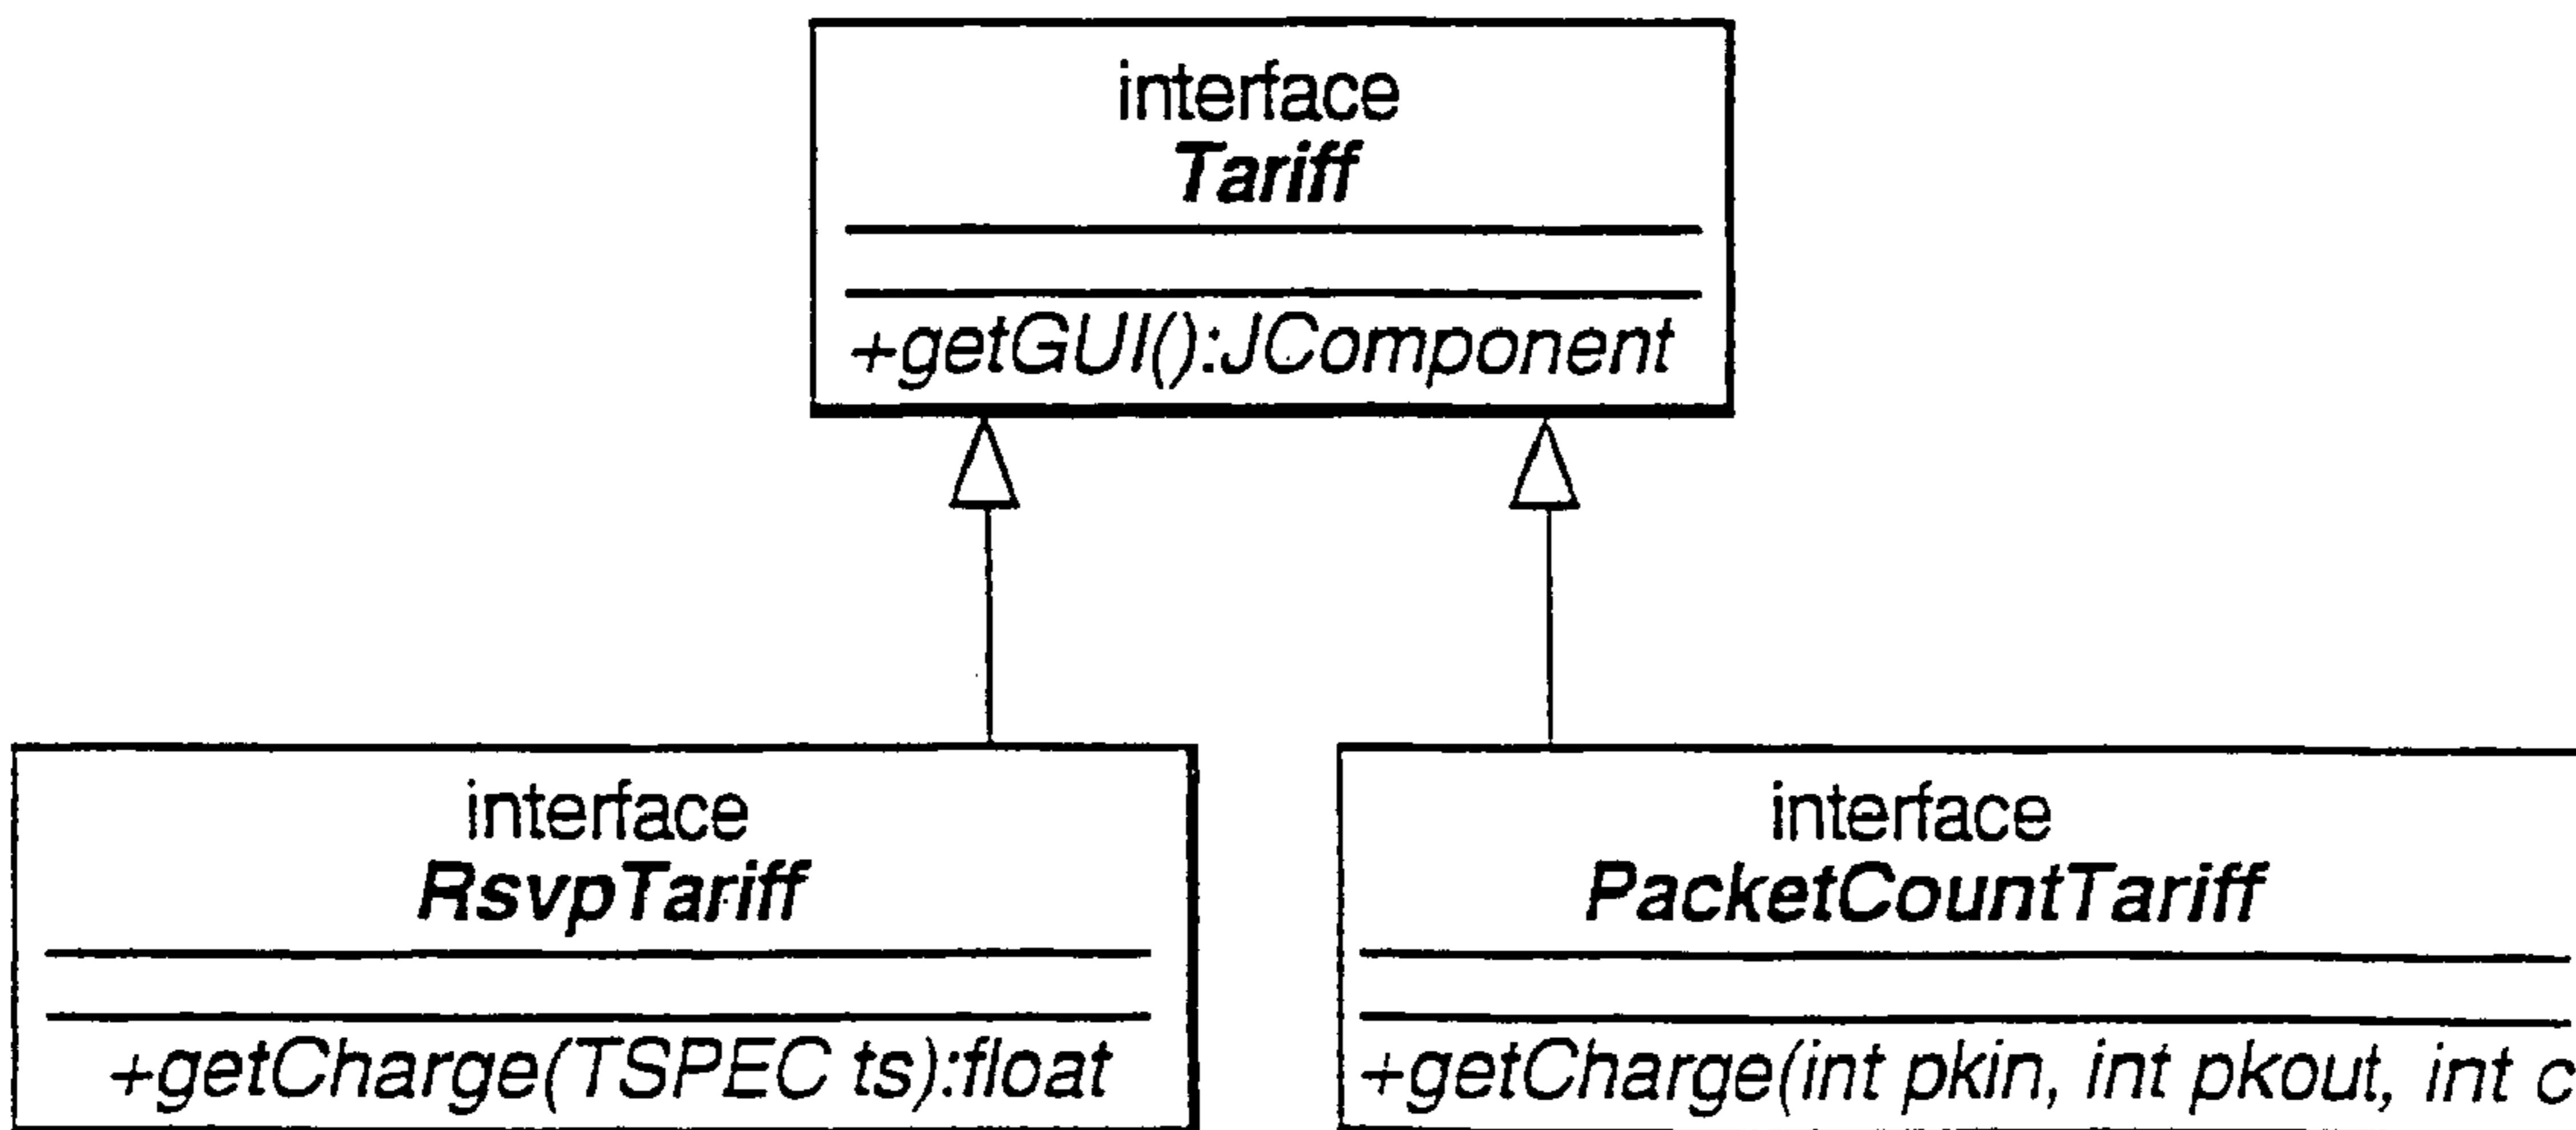 interface
Tariff
+getGUI():JComponent
interface
RsvpTariff
+getCharge(TSPEC ts):float
interface
PacketCountTariff
+getCharge(int pkin, int pkout, int